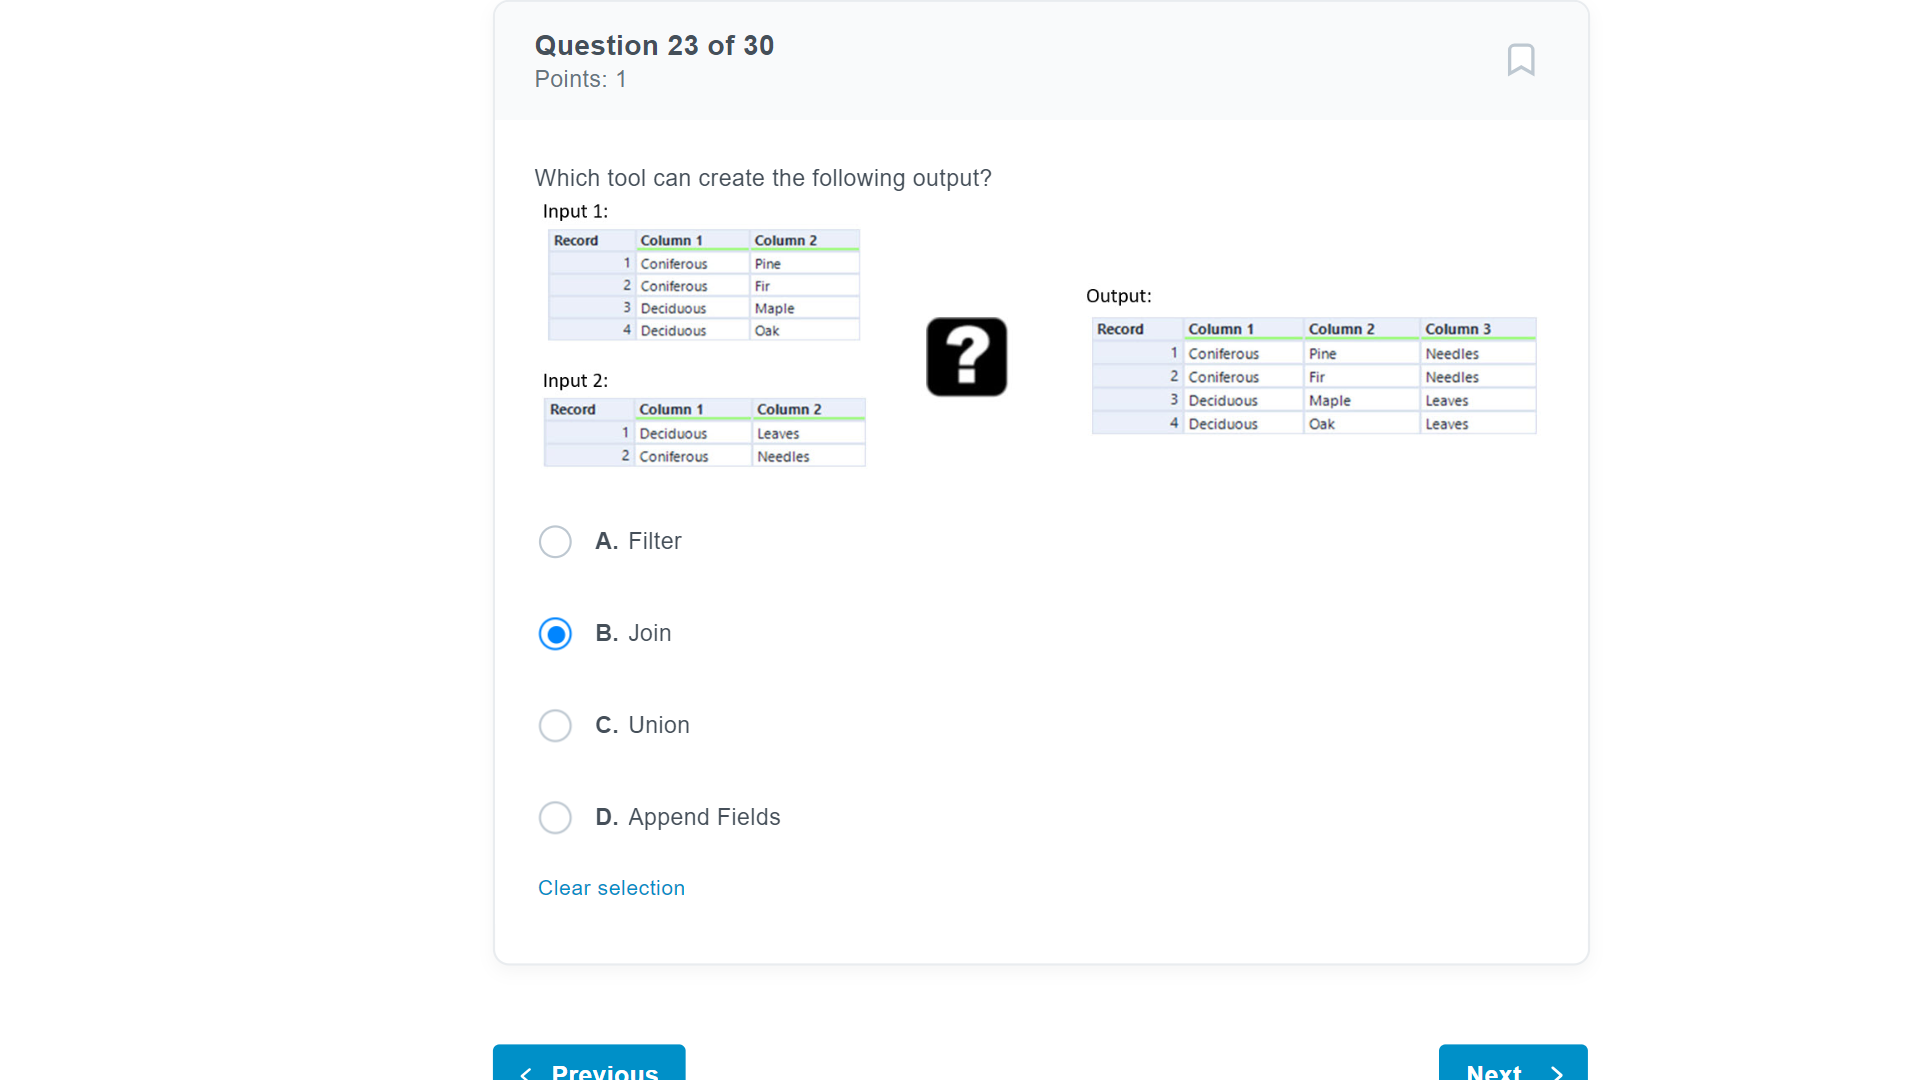 Question 23 of 30
Points: 1
Which tool can create the following output?
Input 1:
Record Column 1 Column 2
1 Coniferous Pine
2 Coniferous Fir
3 Deciduous Maple
4 Deciduous Oak
Input 2:
Record Column 1 Column 2
1 Deciduous Leaves
2 Coniferous Needles
?
Output:
Record Column 1 Column 2 Column 3
1 Coniferous Pine Needles
2 Coniferous Fir Needles
3 Deciduous Maple Leaves
4 Deciduous Oak Leaves
A. Filter
B. Join
C. Union
D. Append Fields
Clear selection
Previous
Next